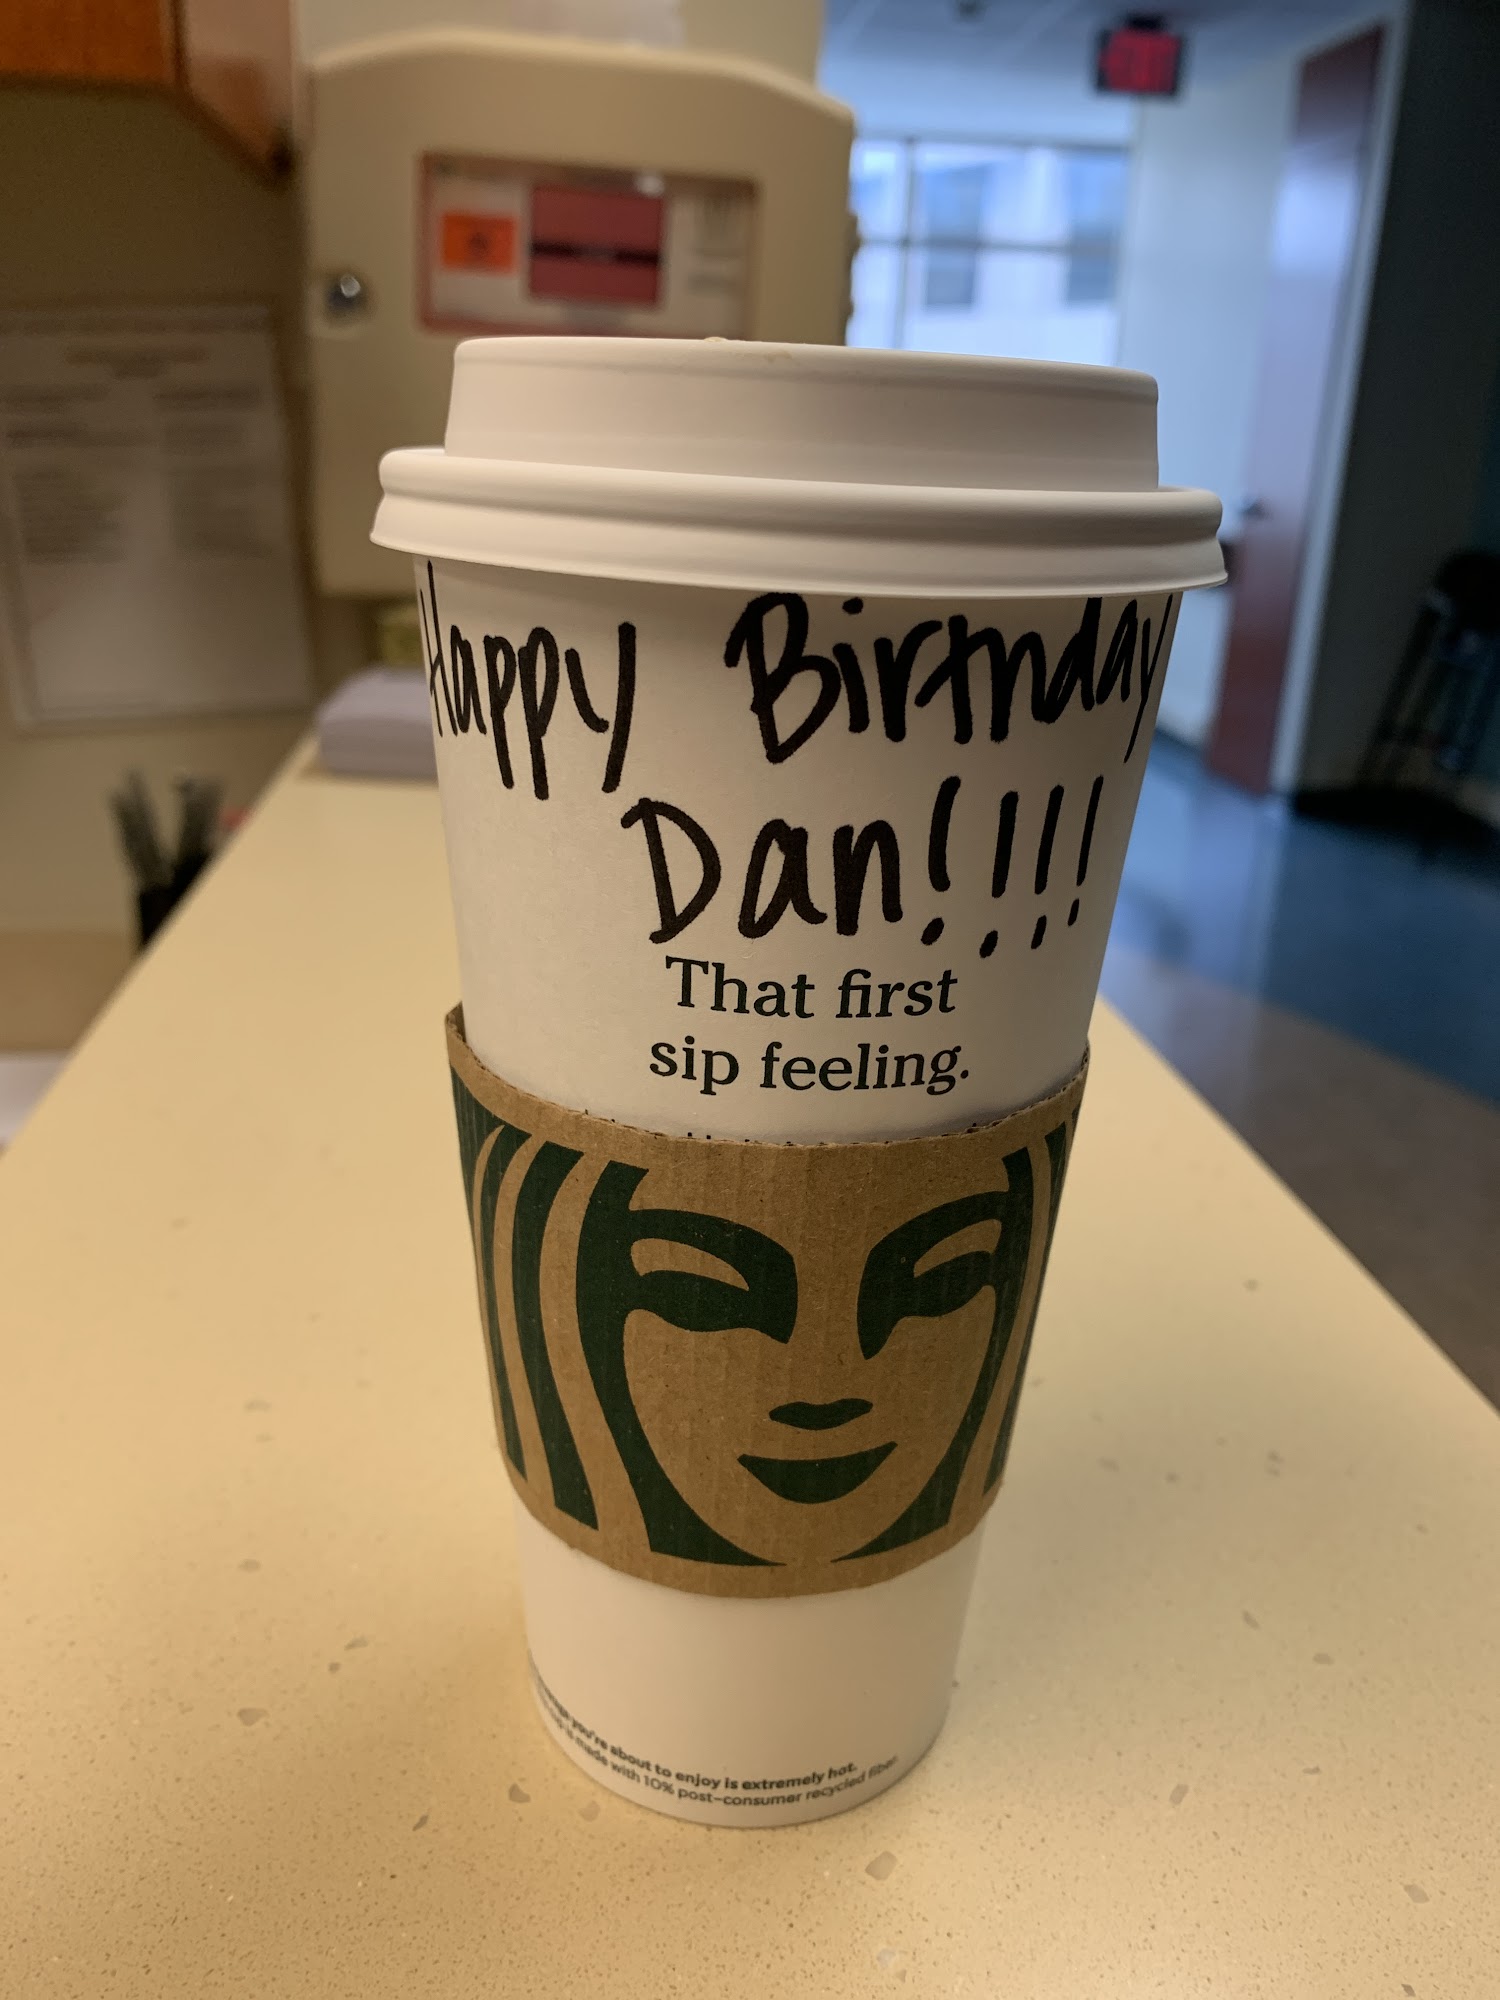 Happy Birthday
Dan!!!!
That first
sip feeling.
you're about to enjoy is extremely hot.
made with 10% post-consumer recycled fiber.